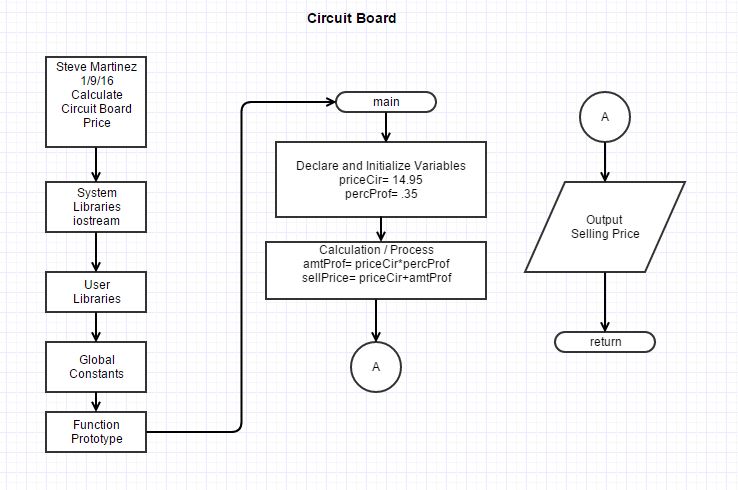 Circuit Board
Steve Martinez
1/9/16
Calculate
Circuit Board
Price
System
Libraries
iostream
User
Libraries
Global
Constants
Function
Prototype
main
Declare and Initialize Variables
priceCir= 14.95
percProf= .35
Calculation / Process
amtProf= priceCir*percProf
sellPrice= priceCir+amtProf
A
A
Output
Selling Price
return